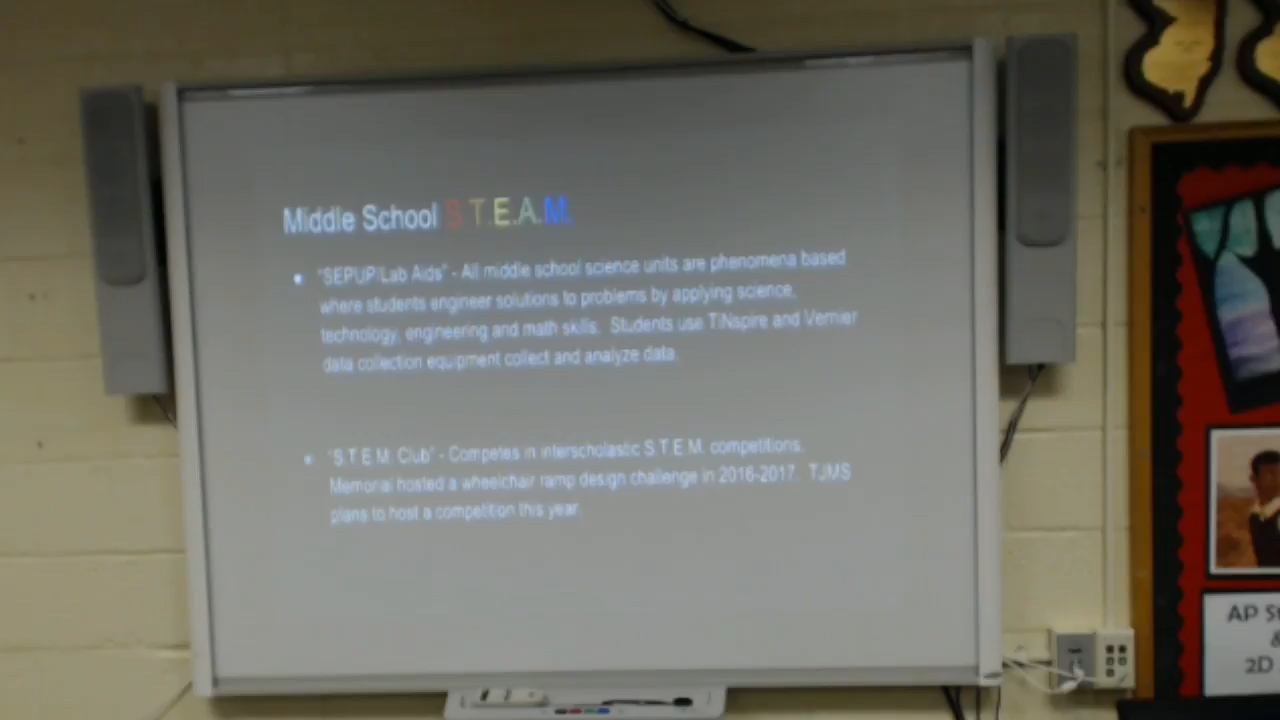 Middle School S.T.E.A.M.
• "SEPUP/Lab Aids" - All middle school science units are phenomena based
where students engineer solutions to problems by applying science,
technology, engineering and math skills. Students use TiNspire and Vernier
data collection equipment collect and analyze data.
• "S.T.E.M. Club" - Competes in interscholastic S.T.E.M. competitions.
Memorial hosted a wheelchair ramp design challenge in 2016-2017. TJMS
plans to host a competition this year.
AP
2D